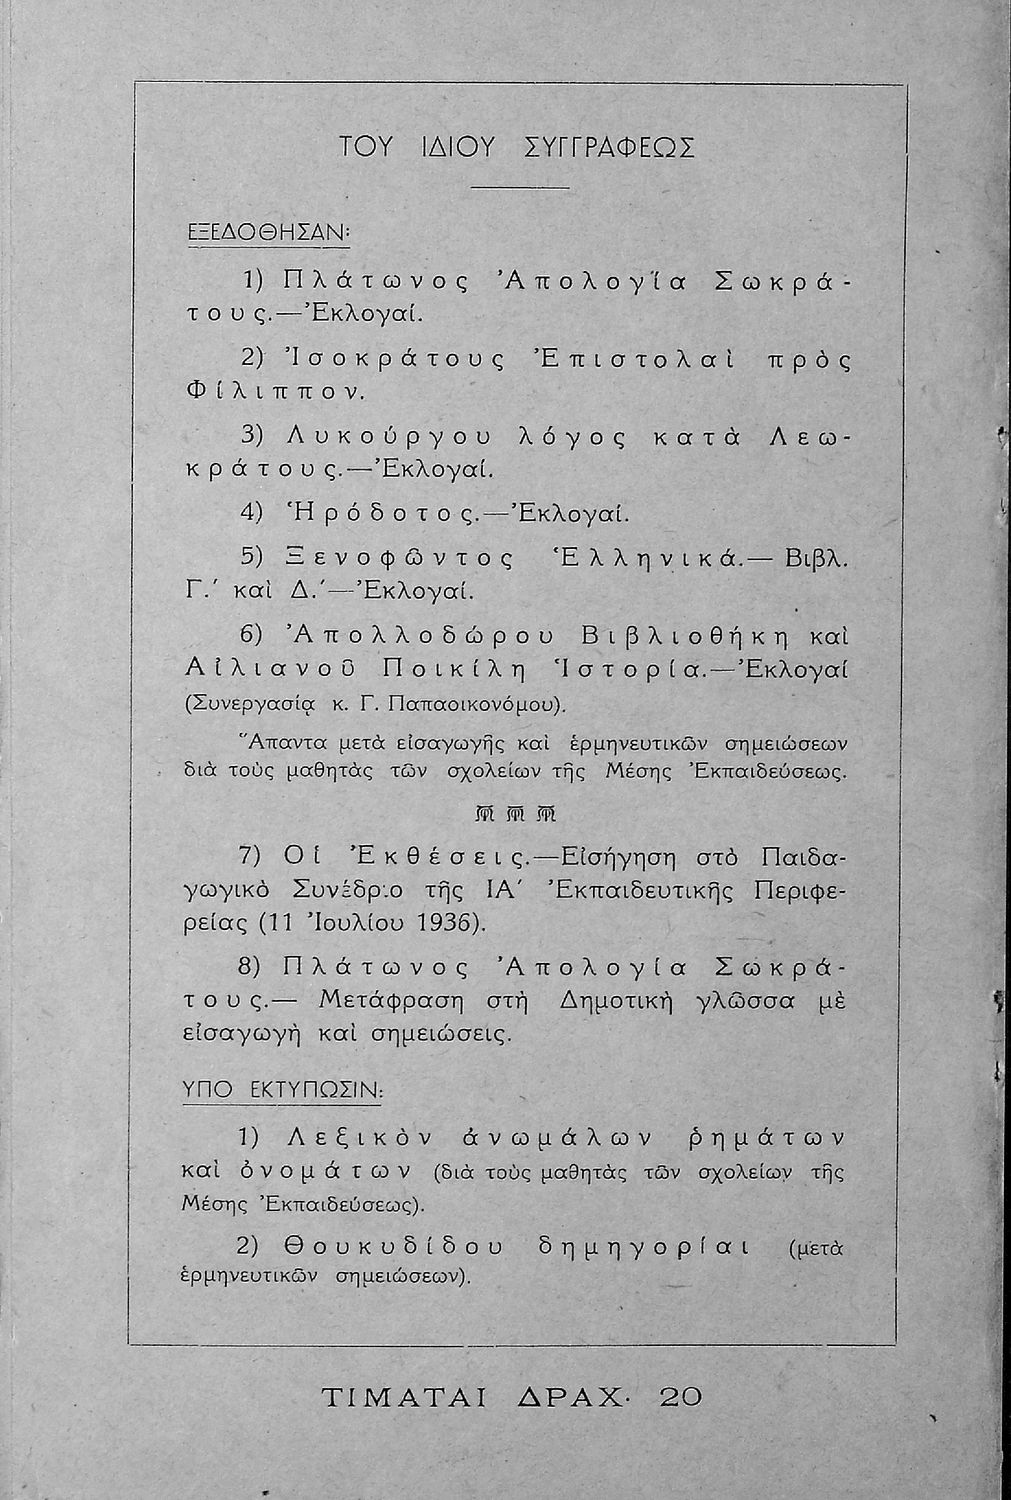 ΤΟΥ ΙΔΙΟΥ ΣΥΓΓΡΑΦΕΩΣ
ΕΞΕΔΟΘΗΣΑΝ:
1) Πλάτωνος Ἀπολογία Σωκρά-
τους.—Ἐκλογαί.
2) Ἰσοκράτους Ἐπιστολαὶ πρὸς
Φίλιππον.
3) Λυκούργου λόγος κατὰ Λεω-
κράτους.—Ἐκλογαί.
4) Ἡρόδοτος.—Ἐκλογαί.
5) Ξενοφῶντος Ἑλληνικά.— Βιβλ.
Γ.′ καὶ Δ.′—Ἐκλογαί.
6) Ἀπολλοδώρου Βιβλιοθήκη καὶ
Αἰλιανοῦ Ποικίλη Ἱστορία.—Ἐκλογαί
(Συνεργασίᾳ κ. Γ. Παπαοικονόμου).
Ἅπαντα μετὰ εἰσαγωγῆς καὶ ἑρμηνευτικῶν σημειώσεων
διὰ τοὺς μαθητὰς τῶν σχολείων τῆς Μέσης Ἐκπαιδεύσεως.
7) Οἱ Ἐκθέσεις.—Εἰσήγηση στὸ Παιδα-
γωγικὸ Συνέδριο τῆς ΙΑ′ Ἐκπαιδευτικῆς Περιφε-
ρείας (11 Ἰουλίου 1936).
8) Πλάτωνος Ἀπολογία Σωκρά-
τους.— Μετάφραση στὴ Δημοτικὴ γλῶσσα μὲ
εἰσαγωγὴ καὶ σημειώσεις.
ΥΠΟ ΕΚΤΥΠΩΣΙΝ:
1) Λεξικὸν ἀνωμάλων ῥημάτων
καὶ ὀνομάτων (διὰ τοὺς μαθητὰς τῶν σχολείων τῆς
Μέσης Ἐκπαιδεύσεως).
2) Θουκυδίδου δημηγορίαι (μετὰ
ἑρμηνευτικῶν σημειώσεων).
ΤΙΜΑΤΑΙ ΔΡΑΧ. 20